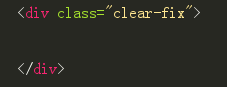 <div class="clear-fix">
</div>